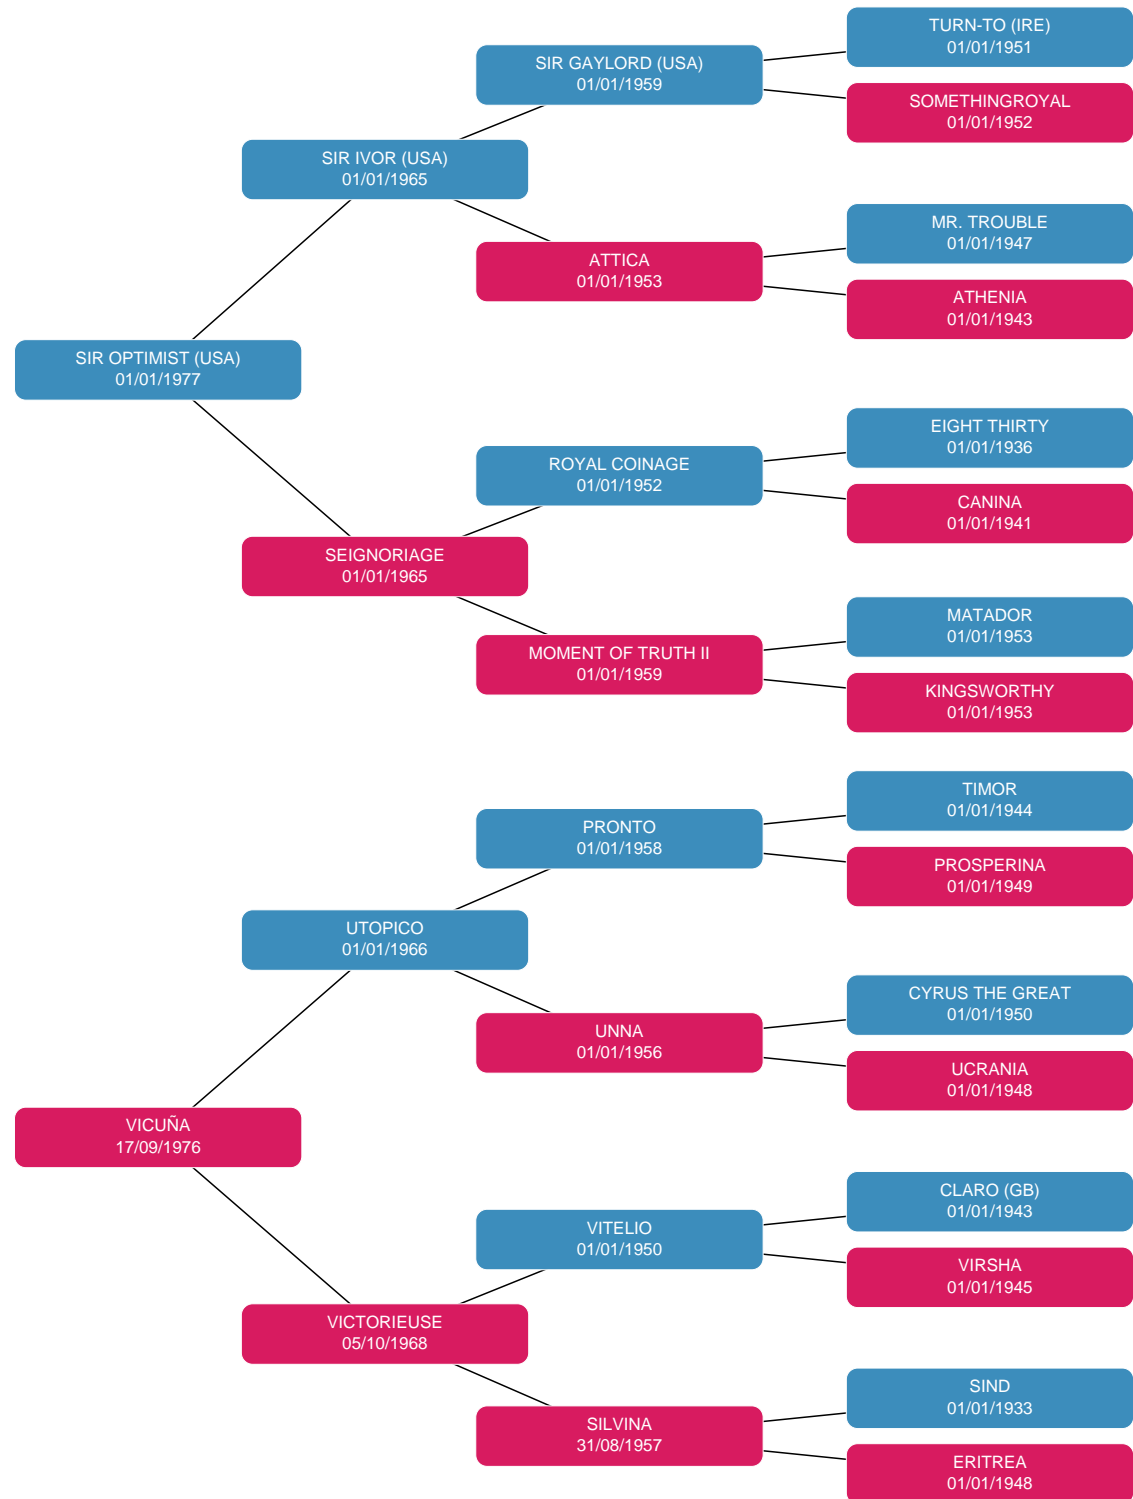 TURN-TO (IRE)
01/01/1951
SIR GAYLORD (USA)
01/01/1959
SOMETHINGROYAL
01/01/1952
SIR IVOR (USA)
01/01/1965
MR. TROUBLE
01/01/1947
ATTICA
01/01/1953
ATHENIA
01/01/1943
SIR OPTIMIST (USA)
01/01/1977
EIGHT THIRTY
01/01/1936
ROYAL COINAGE
01/01/1952
CANINA
01/01/1941
SEIGNORIAGE
01/01/1965
MATADOR
01/01/1953
MOMENT OF TRUTH II
01/01/1959
KINGSWORTHY
01/01/1953
TIMOR
01/01/1944
PRONTO
01/01/1958
PROSPERINA
01/01/1949
UTOPICO
01/01/1966
CYRUS THE GREAT
01/01/1950
UNNA
01/01/1956
UCRANIA
01/01/1948
VICUÑA
17/09/1976
CLARO (GB)
01/01/1943
VITELIO
01/01/1950
VIRSHA
01/01/1945
VICTORIEUSE
05/10/1968
SIND
01/01/1933
SILVINA
31/08/1957
ERITREA
01/01/1948